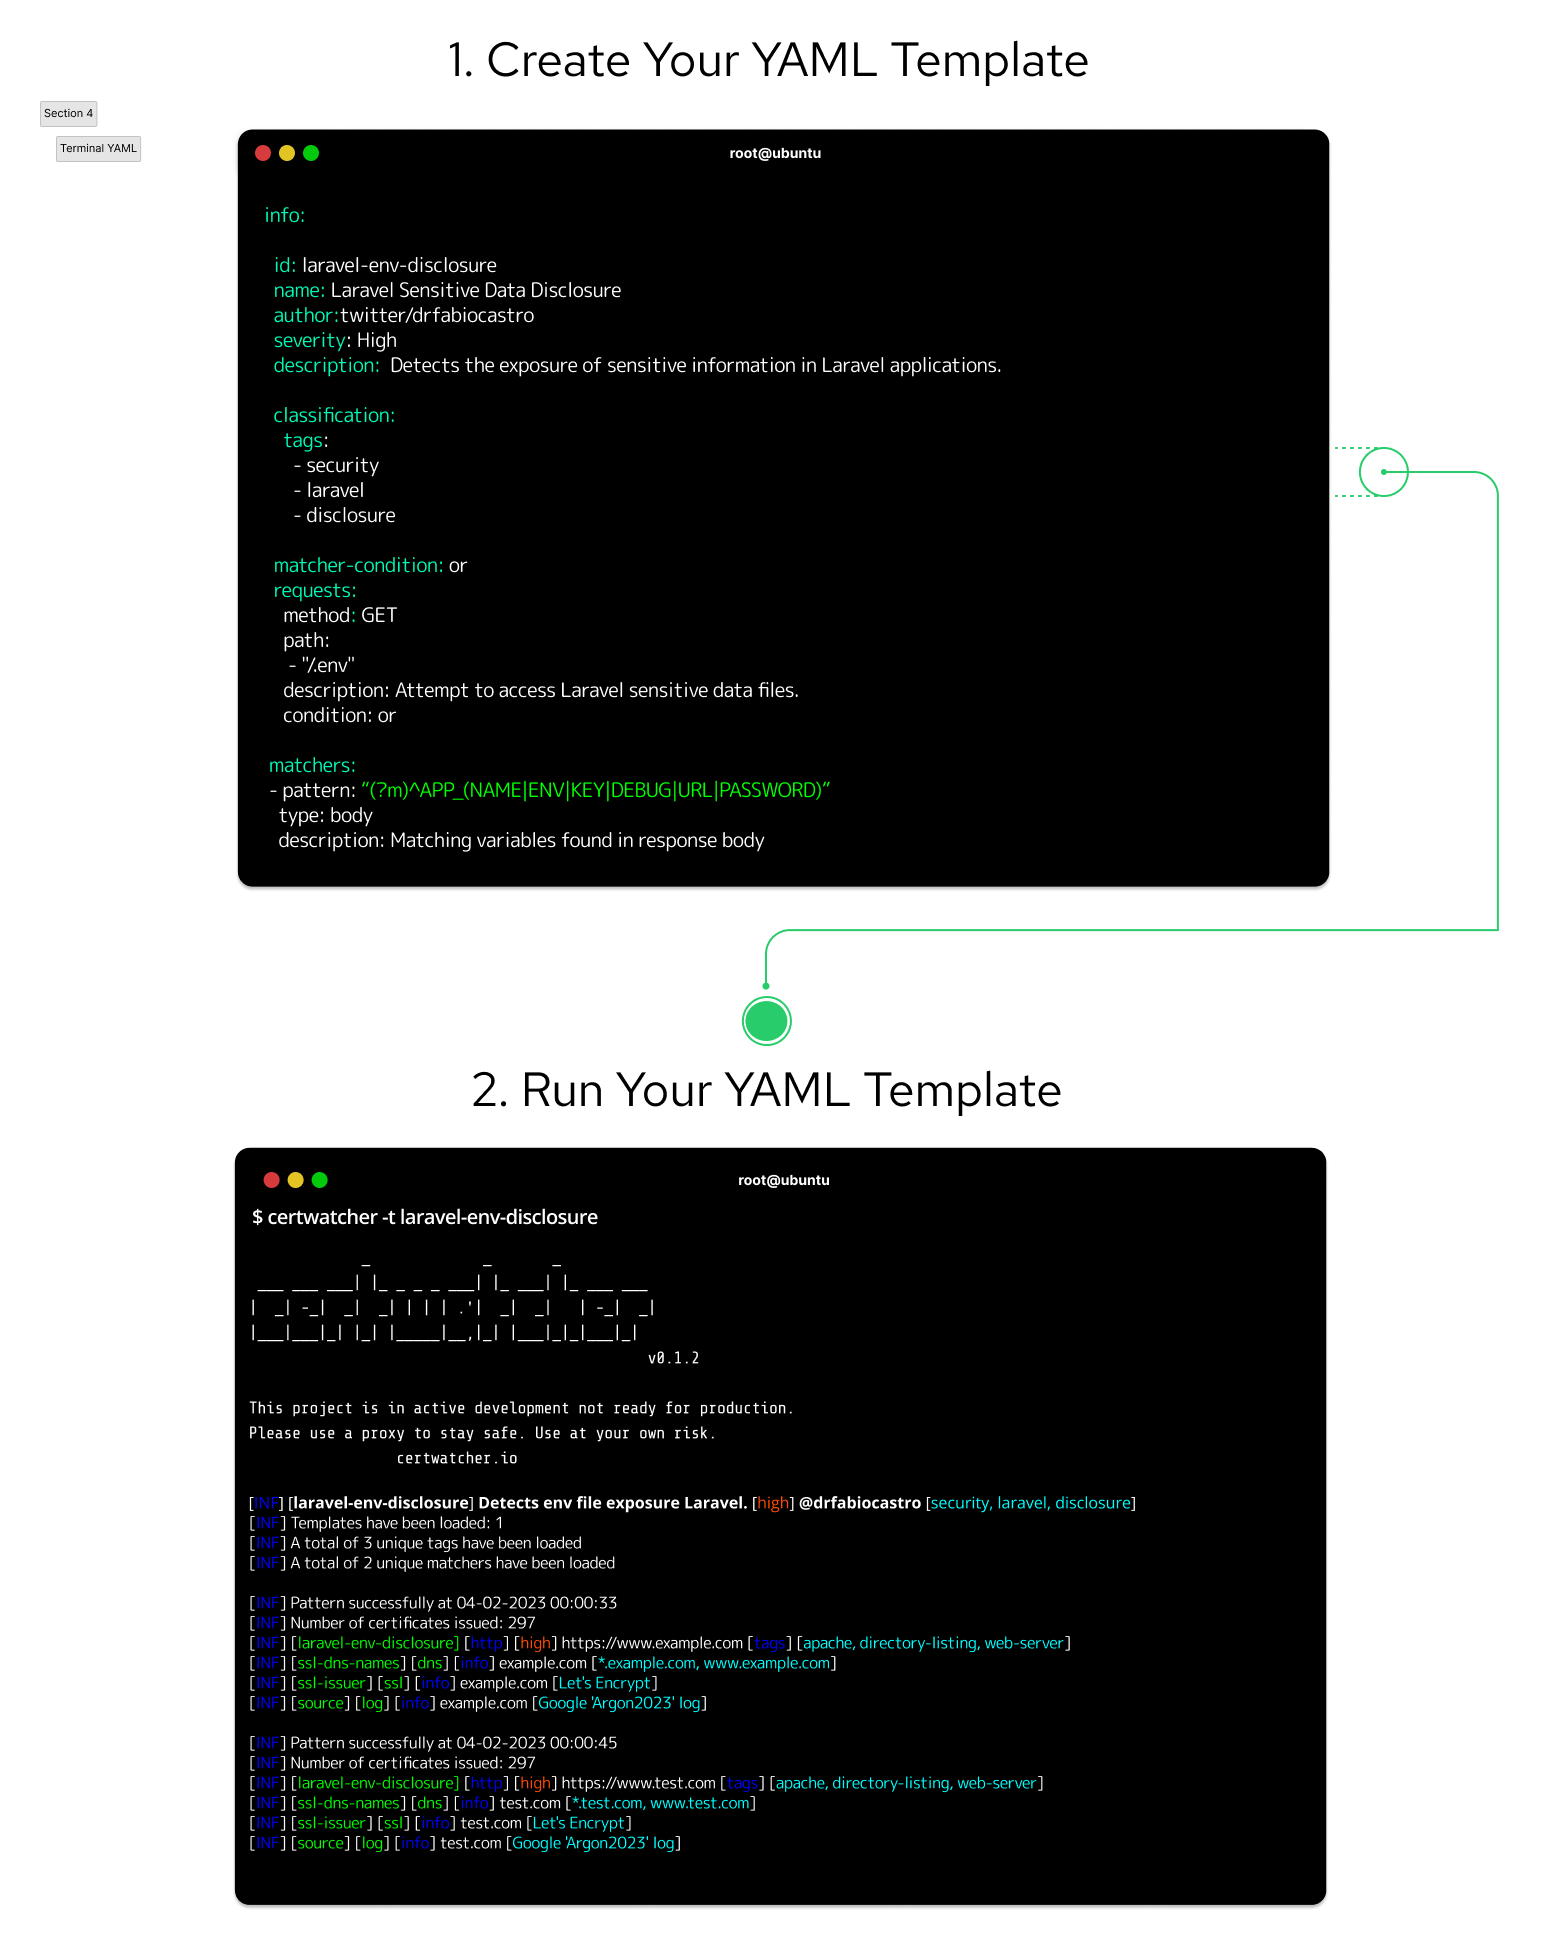 1. Create Your YAML Template
Section 4
Terminal YAML
root@ubuntu
info:
id: laravel-env-disclosure
name: Laravel Sensitive Data Disclosure
author:twitter/drfabiocastro
severity: High
description:  Detects the exposure of sensitive information in Laravel applications.
classification:
tags:
- security
- laravel
- disclosure
matcher-condition: or
requests:
method: GET
path:
- "/.env"
description: Attempt to access Laravel sensitive data files.
condition: or
matchers:
- pattern: “(?m)^APP_(NAME|ENV|KEY|DEBUG|URL|PASSWORD)”
type: body
description: Matching variables found in response body
2. Run Your YAML Template
root@ubuntu
$ certwatcher -t laravel-env-disclosure
             _             _       _
 ___ ___ ___| |_ _ _ _ ___| |_ ___| |_ ___ ___
|  _| -_|  _|  _| | | | .'|  _|  _|   | -_|  _|
|___|___|_| |_| |_____|__,|_| |___|_|_|___|_|
v0.1.2
This project is in active development not ready for production.
Please use a proxy to stay safe. Use at your own risk.
certwatcher.io
[INF] [laravel-env-disclosure] Detects env file exposure Laravel. [high] @drfabiocastro [security, laravel, disclosure]
[INF] Templates have been loaded: 1
[INF] A total of 3 unique tags have been loaded
[INF] A total of 2 unique matchers have been loaded
[INF] Pattern successfully at 04-02-2023 00:00:33
[INF] Number of certificates issued: 297
[INF] [laravel-env-disclosure] [http] [high] https://www.example.com [tags] [apache, directory-listing, web-server]
[INF] [ssl-dns-names] [dns] [info] example.com [*.example.com, www.example.com]
[INF] [ssl-issuer] [ssl] [info] example.com [Let's Encrypt]
[INF] [source] [log] [info] example.com [Google 'Argon2023' log]
[INF] Pattern successfully at 04-02-2023 00:00:45
[INF] Number of certificates issued: 297
[INF] [laravel-env-disclosure] [http] [high] https://www.test.com [tags] [apache, directory-listing, web-server]
[INF] [ssl-dns-names] [dns] [info] test.com [*.test.com, www.test.com]
[INF] [ssl-issuer] [ssl] [info] test.com [Let's Encrypt]
[INF] [source] [log] [info] test.com [Google 'Argon2023' log]